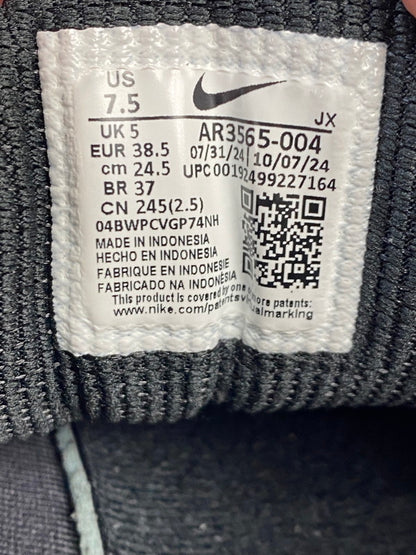 US
7.5
JX
UK 5 AR3565-004
EUR 38.5 07/31/24 10/07/24
cm 24.5 UPC00192499227164
BR 37
CN 245(2.5)
04BWPCVGP74NH
MADE IN INDONESIA
HECHO EN INDONESIA
FABRIQUE EN INDONESIE
FABRICADO NA INDONESIA
This product is covered by one or more patents:
www.nike.com/patents